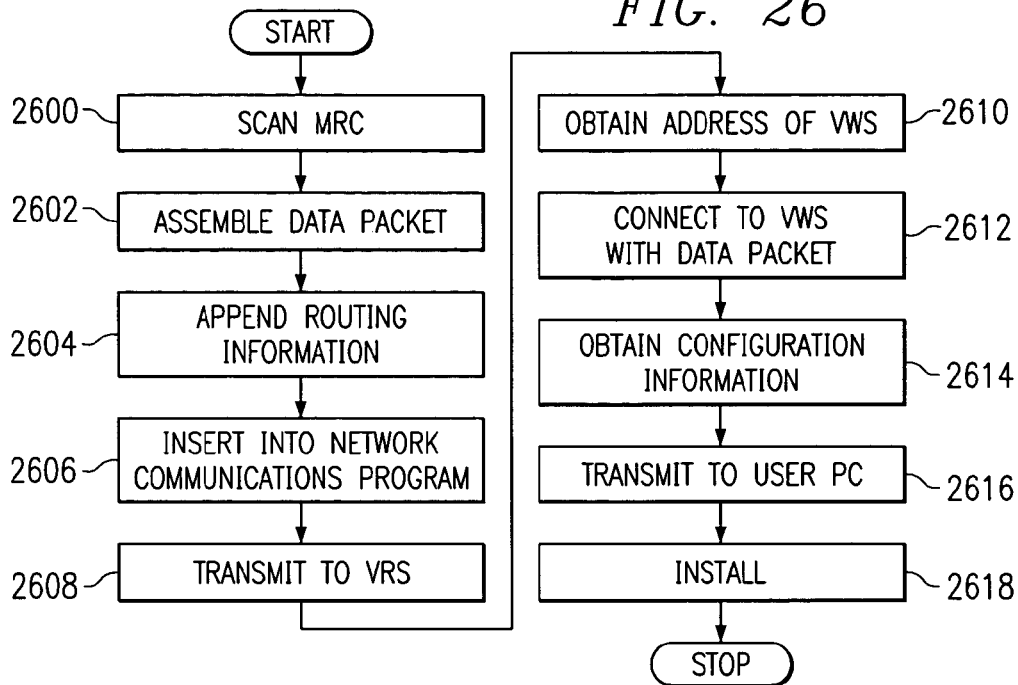 FIG. 26
START
2600
SCAN MRC
2602
ASSEMBLE DATA PACKET
2604
APPEND ROUTING
INFORMATION
2606
INSERT INTO NETWORK
COMMUNICATIONS PROGRAM
2608
TRANSMIT TO VRS
OBTAIN ADDRESS OF VWS
2610
CONNECT TO VWS
WITH DATA PACKET
2612
OBTAIN CONFIGURATION
INFORMATION
2614
TRANSMIT TO USER PC
2616
INSTALL
2618
STOP